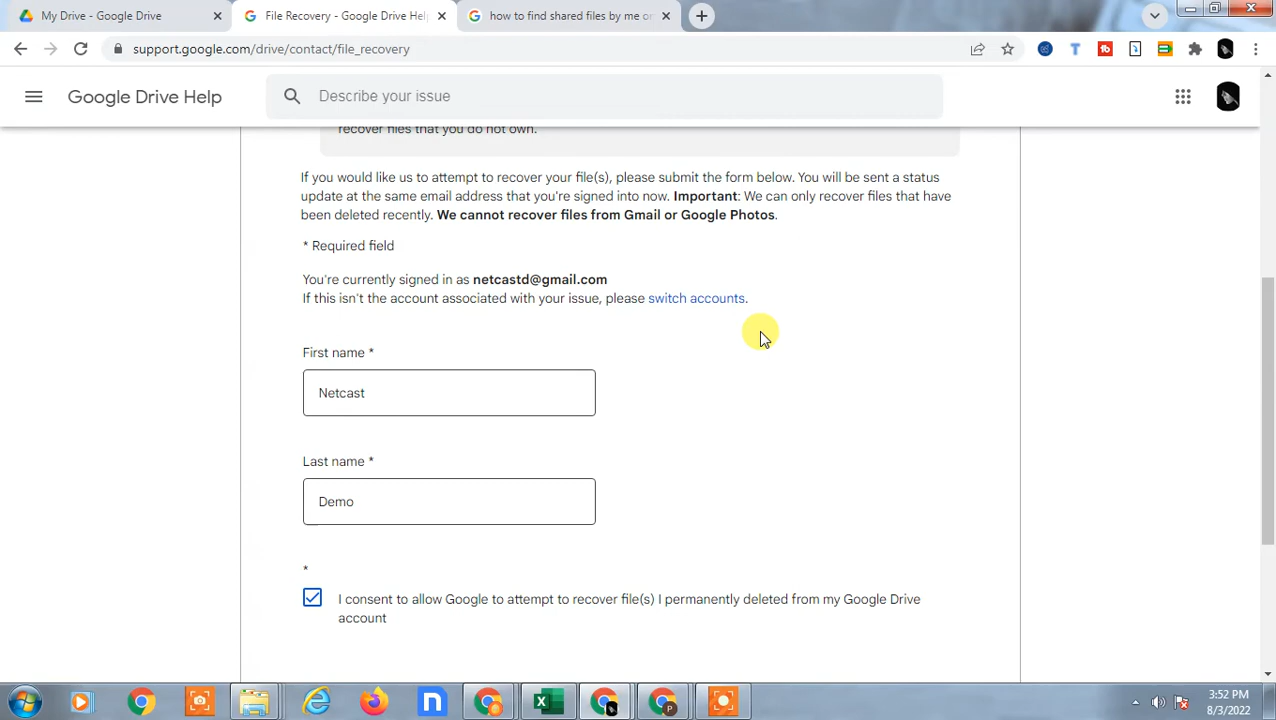 My Drive - Google Drive
File Recovery - Google Drive Hel
how to find shared files by me or
support.google.com/drive/contact/file_recovery
Google Drive Help
Describe your issue
recover files that you do not own.
If you would like us to attempt to recover your file(s), please submit the form below. You will be sent a status
update at the same email address that you're signed into now. Important: We can only recover files that have
been deleted recently. We cannot recover files from Gmail or Google Photos.
* Required field
You're currently signed in as netcastd@gmail.com
If this isn't the account associated with your issue, please switch accounts.
First name *
Netcast
Last name *
Demo
*
I consent to allow Google to attempt to recover file(s) I permanently deleted from my Google Drive
account
3:52 PM
8/3/2022